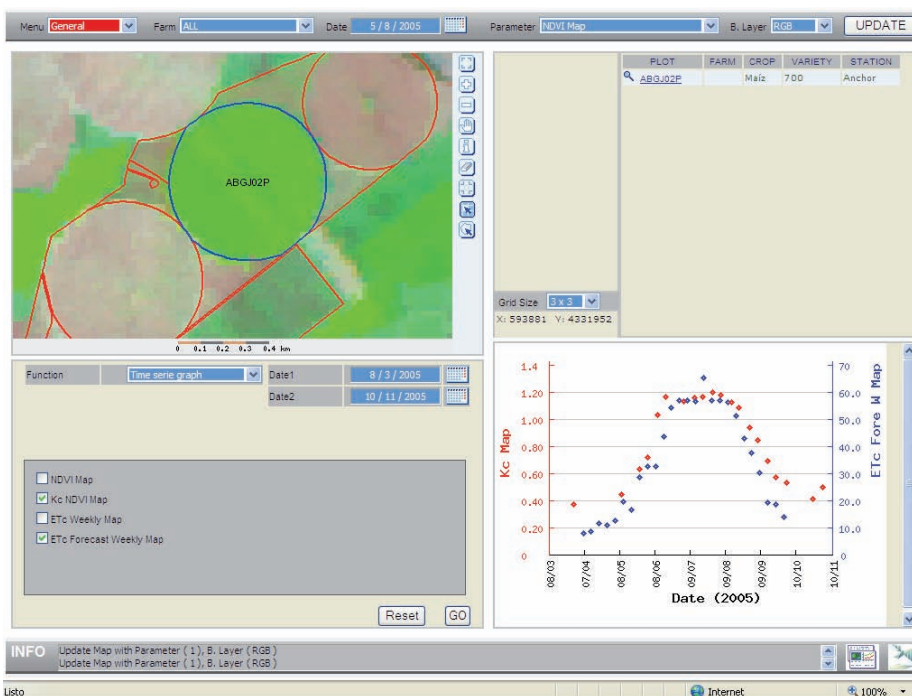 Menu General Farm ALL Date 5 / 8 / 2005 Parameter NDVI Map B. Layer RGB UPDATE
ABGJ02P
0 0.1 0.2 0.3 0.4 km
PLOT FARM CROP VARIETY STATION
ABGJ02P Maíz 700 Anchor
Grid Size 3 x 3
X: 593881 Y: 4331952
Function Time serie graph Date1 8 / 3 / 2005
Date2 10 / 11 / 2005
NDVI Map
Kc NDVI Map
ETc Weekly Map
ETc Forecast Weekly Map
Reset GO
Kc Map
1.4
1.20
1.00
0.80
0.60
0.40
0.20
0
70
60.0
50.0
40.0
30.0
20.0
10.0
0
ETc Fore W Map
08/03 07/04 08/05 08/06 09/07 09/08 09/09 10/10 10/11
Date (2005)
INFO Update Map with Parameter ( 1), B. Layer ( RGB )
Update Map with Parameter ( 1), B. Layer ( RGB )
Listo Internet 100%